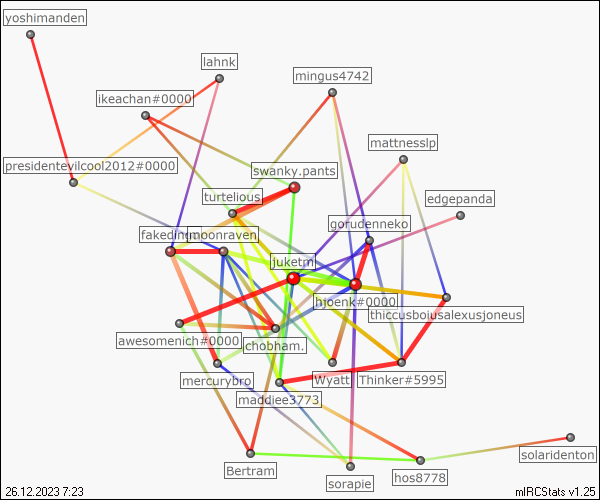 yoshimanden
lahnk
mingus4742
ikeachan#0000
mattnesslp
presidentevilcool2012#0000
swanky.pants
turtelious
edgepanda
gorudenneko
moonraven
juketm
hjoenk#0000
thiccusboiusalexusjoneus
awesomenich#0000
chobham.
mercurybro
Wyatt
Thinker#5995
maddiee3773
Bertram
sorapie
hos8778
solaridenton
26.12.2023 7:23
mIRCStats v1.25